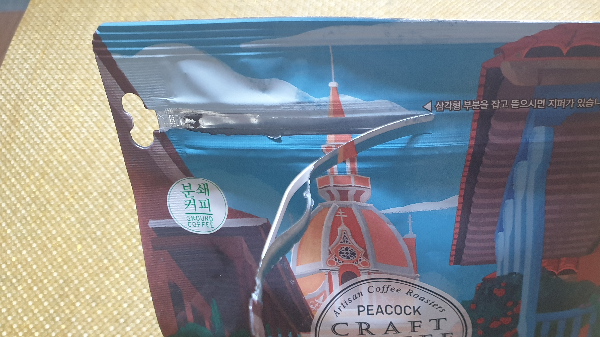 ◀ 삼각형 부분을 잡고 뜯으시면 지퍼가 있습니
분쇄
커피
GROUND
COFFEE
Artisan Coffee Roasters
PEACOCK
CRAFT